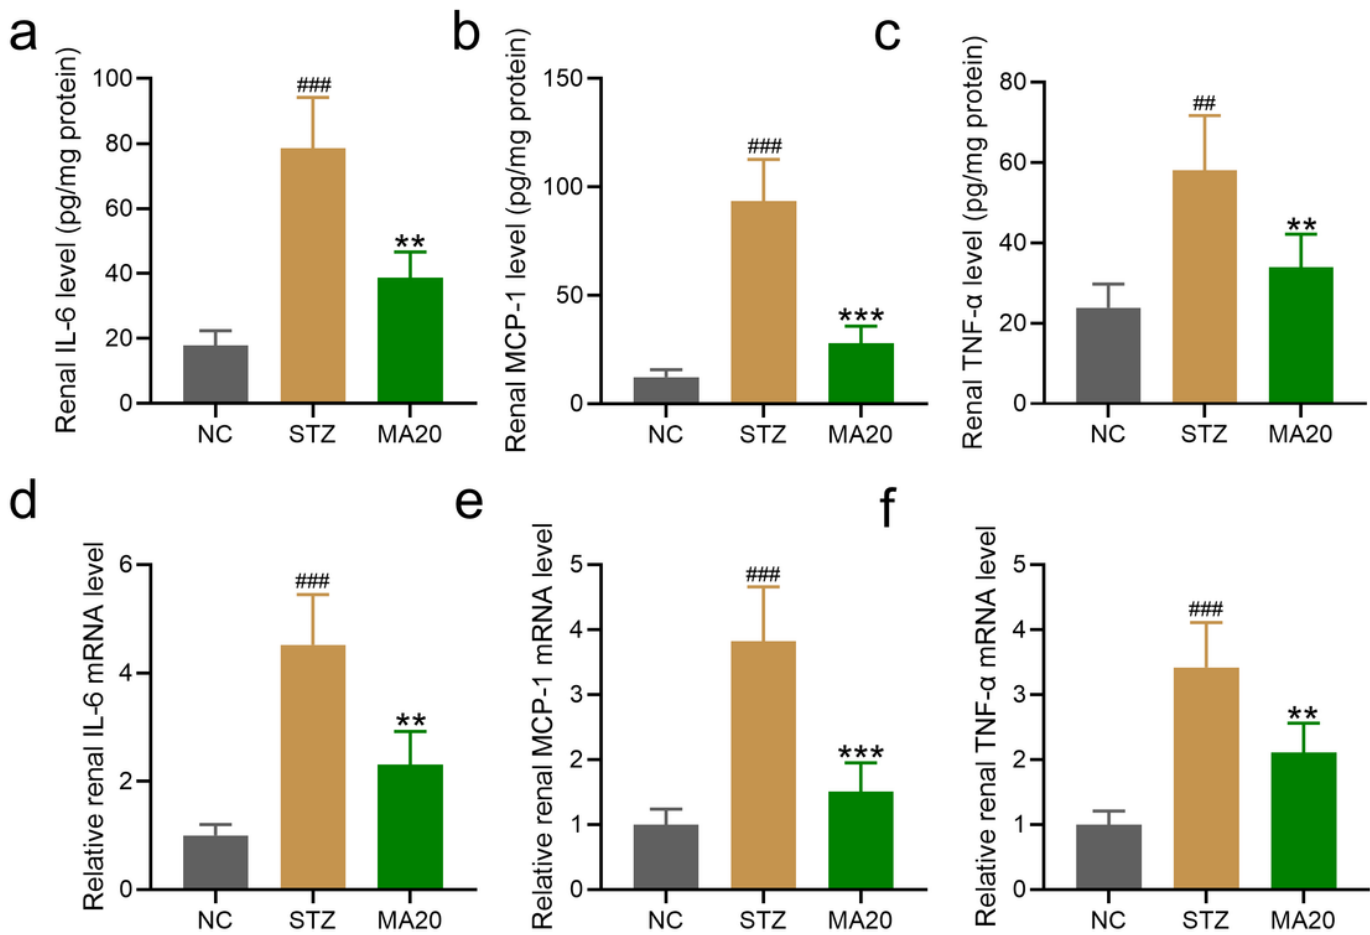 a
Renal IL-6 level (pg/mg protein)
100
80
60
40
20
0
###
**
NC STZ MA20
b
Renal MCP-1 level (pg/mg protein)
150
100
50
0
###
***
NC STZ MA20
c
Renal TNF-α level (pg/mg protein)
80
60
40
20
0
##
**
NC STZ MA20
d
Relative renal IL-6 mRNA level
6
4
2
0
###
**
NC STZ MA20
e
Relative renal MCP-1 mRNA level
5
4
3
2
1
0
###
***
NC STZ MA20
f
Relative renal TNF-α mRNA level
5
4
3
2
1
0
###
**
NC STZ MA20